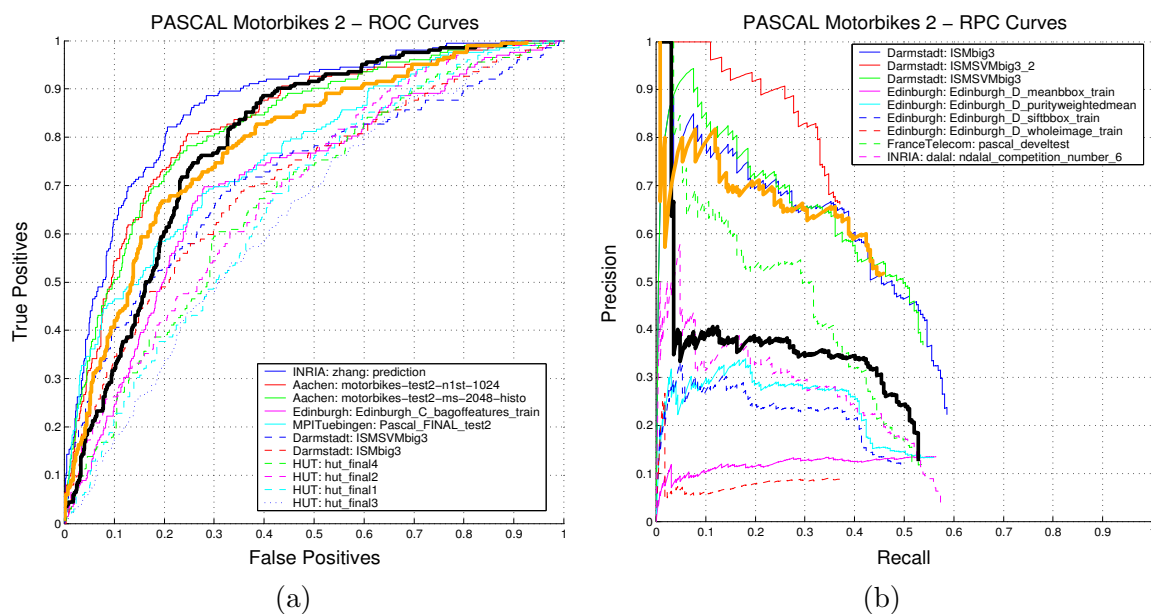 PASCAL Motorbikes 2 – ROC Curves
1
0.9
0.8
0.7
0.6
0.5
0.4
0.3
0.2
0.1
0
True Positives
INRIA: zhang: prediction
Aachen: motorbikes-test2-n1st-1024
Aachen: motorbikes-test2-ms-2048-histo
Edinburgh: Edinburgh_C_bagoffeatures_train
MPITuebingen: Pascal_FINAL_test2
Darmstadt: ISMSVMbig3
Darmstadt: ISMbig3
HUT: hut_final4
HUT: hut_final2
HUT: hut_final1
HUT: hut_final3
0 0.1 0.2 0.3 0.4 0.5 0.6 0.7 0.8 0.9 1
False Positives
(a)
PASCAL Motorbikes 2 – RPC Curves
1
0.9
0.8
0.7
0.6
0.5
0.4
0.3
0.2
0.1
0
Precision
Darmstadt: ISMbig3
Darmstadt: ISMSVMbig3_2
Darmstadt: ISMSVMbig3
Edinburgh: Edinburgh_D_meanbbox_train
Edinburgh: Edinburgh_D_purityweightedmean
Edinburgh: Edinburgh_D_siftbbox_train
Edinburgh: Edinburgh_D_wholeimage_train
FranceTelecom: pascal_develtest
INRIA: dalal: ndalal_competition_number_6
0 0.1 0.2 0.3 0.4 0.5 0.6 0.7 0.8 0.9 1
Recall
(b)